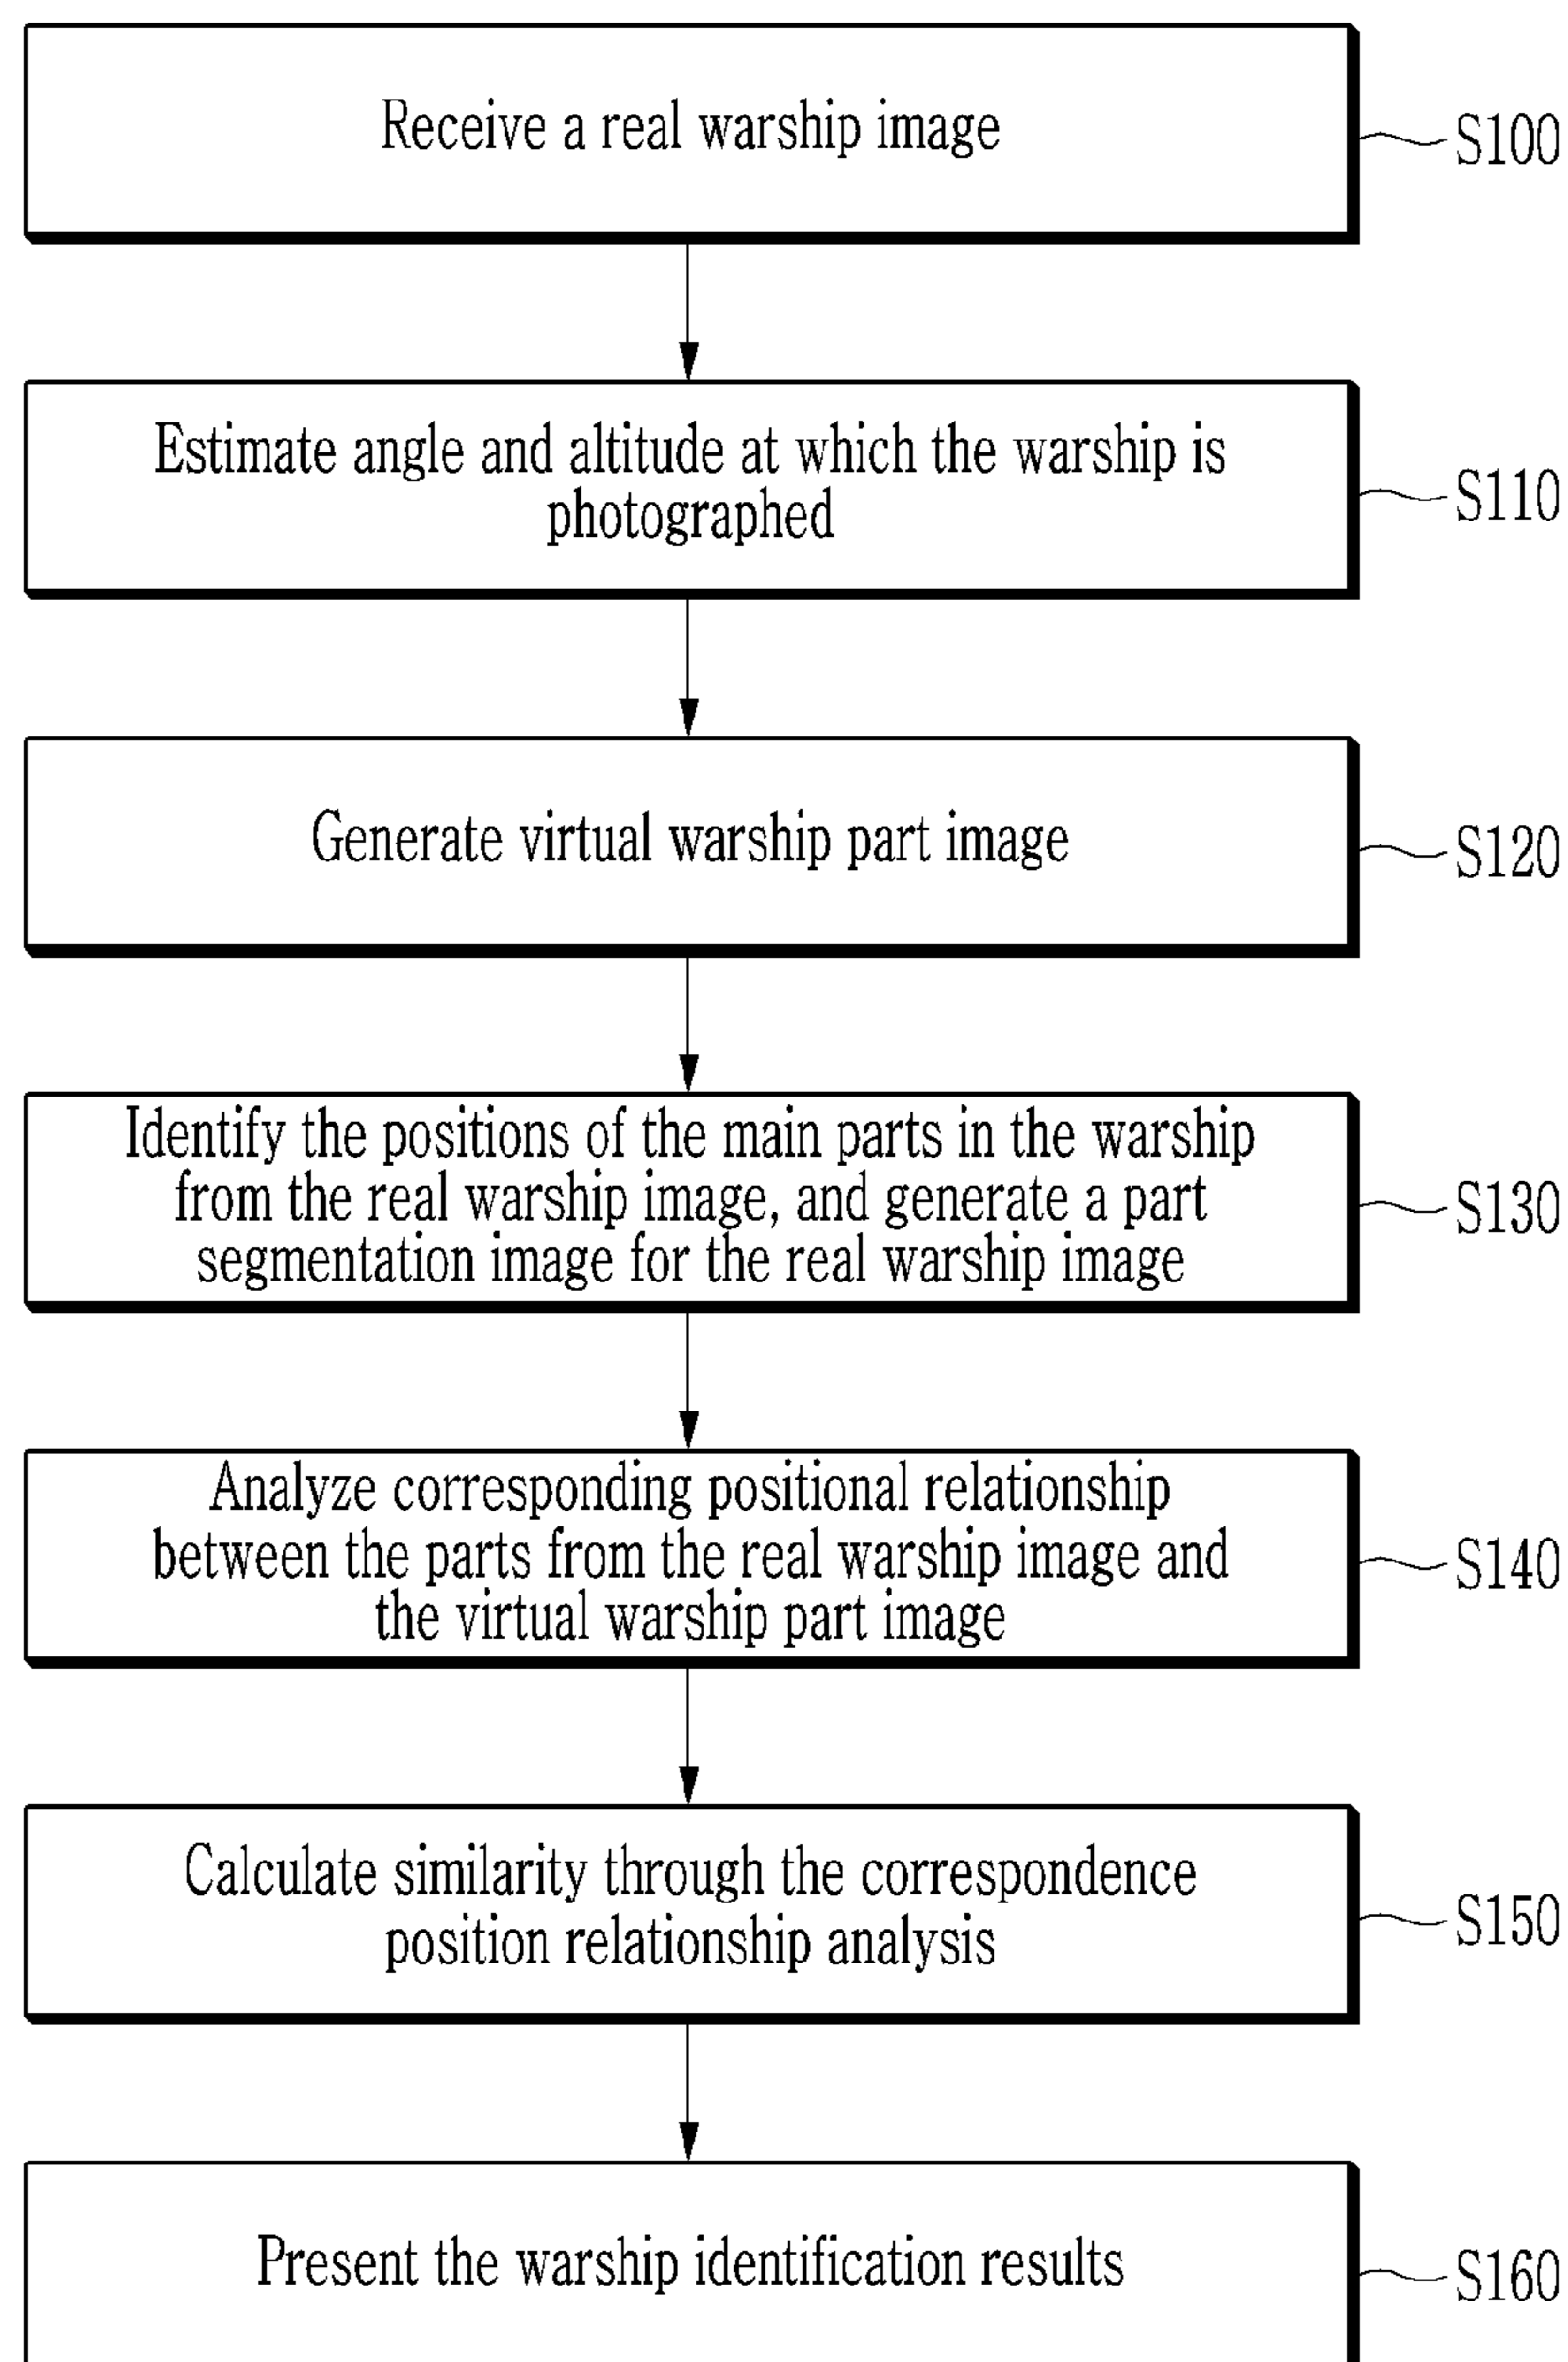 Receive a real warship image
S100
Estimate angle and altitude at which the warship is
photographed
S110
Generate virtual warship part image
S120
Identify the positions of the main parts in the warship
from the real warship image, and generate a part
segmentation image for the real warship image
S130
Analyze corresponding positional relationship
between the parts from the real warship image and
the virtual warship part image
S140
Calculate similarity through the correspondence
position relationship analysis
S150
Present the warship identification results
S160